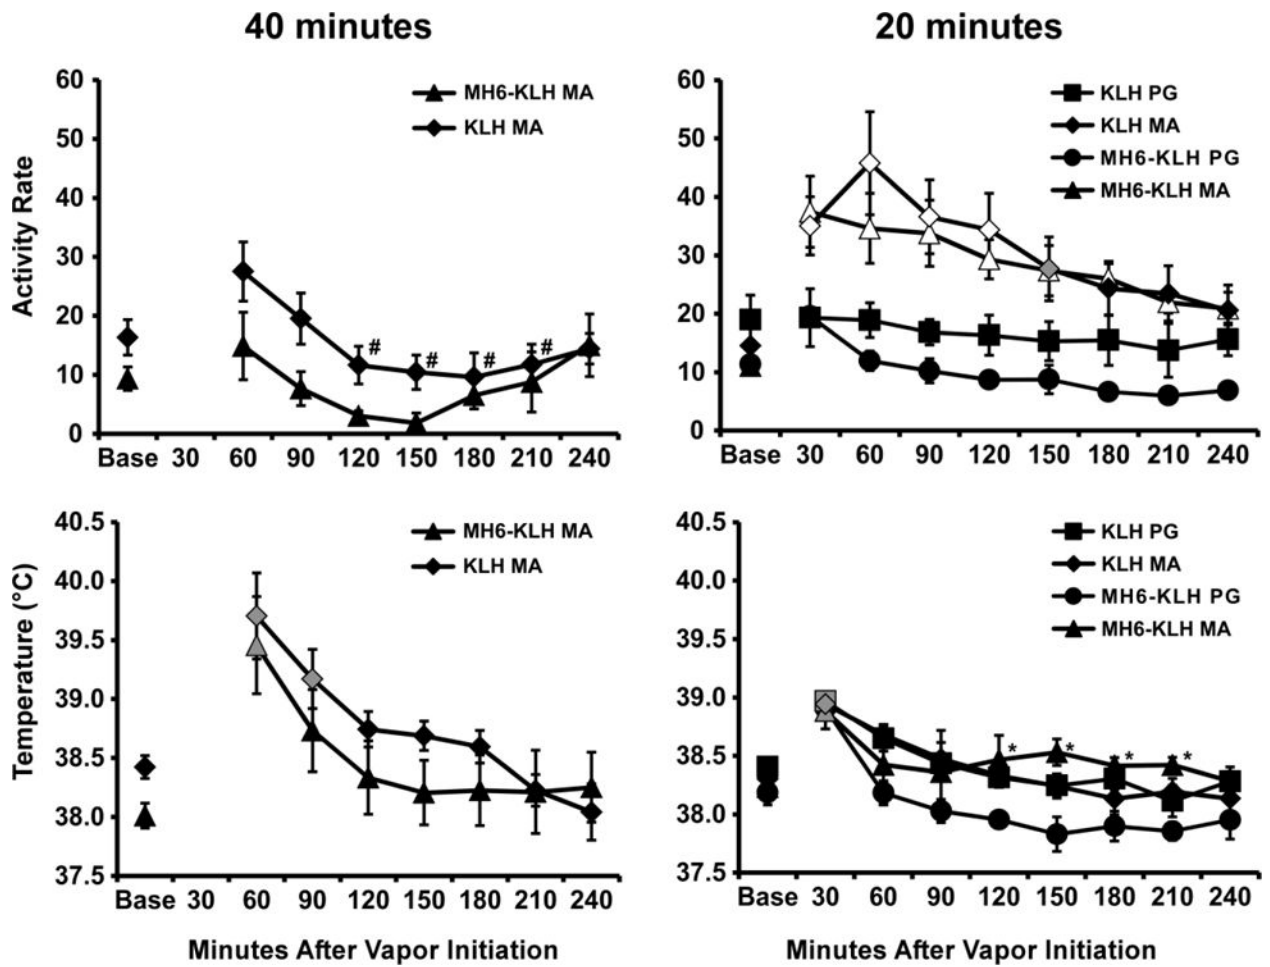 40 minutes
20 minutes
Activity Rate
60
50
40
30
20
10
0
MH6-KLH MA
KLH MA
# # # #
Base 30 60 90 120 150 180 210 240
60
50
40
30
20
10
0
KLH PG
KLH MA
MH6-KLH PG
MH6-KLH MA
Base 30 60 90 120 150 180 210 240
Temperature (°C)
40.5
40.0
39.5
39.0
38.5
38.0
37.5
MH6-KLH MA
KLH MA
Base 30 60 90 120 150 180 210 240
Minutes After Vapor Initiation
40.5
40.0
39.5
39.0
38.5
38.0
37.5
KLH PG
KLH MA
MH6-KLH PG
MH6-KLH MA
* * * *
Base 30 60 90 120 150 180 210 240
Minutes After Vapor Initiation